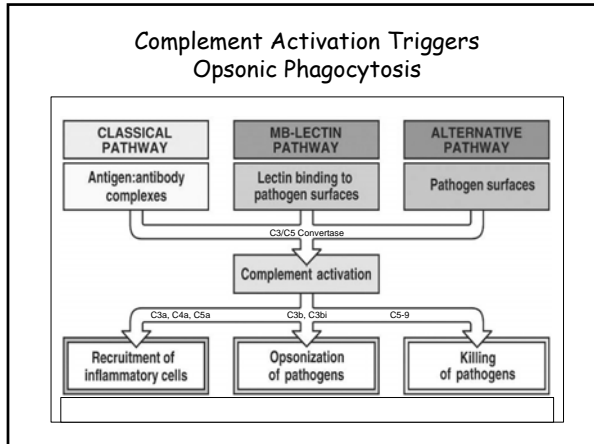 Complement Activation Triggers
Opsonic Phagocytosis
CLASSICAL
PATHWAY
MB-LECTIN
PATHWAY
ALTERNATIVE
PATHWAY
Antigen:antibody
complexes
Lectin binding to
pathogen surfaces
Pathogen surfaces
C3/C5 Convertase
Complement activation
C3a, C4a, C5a
C3b, C3bi
C5-9
Recruitment of
inflammatory cells
Opsonization
of pathogens
Killing
of pathogens